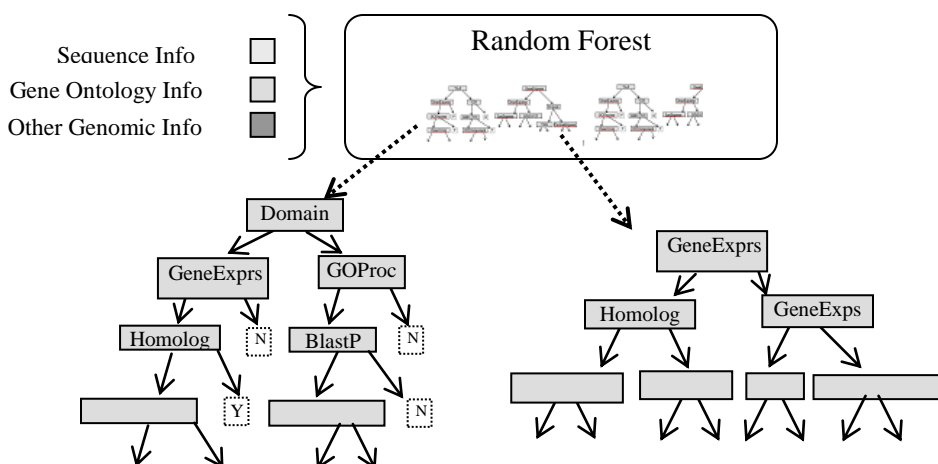 Random Forest
Sequence Info
Gene Ontology Info
Other Genomic Info
Domain
GeneExprs
GOProc
GeneExprs
Homolog
N
BlastP
N
Homolog
GeneExps
Y
N